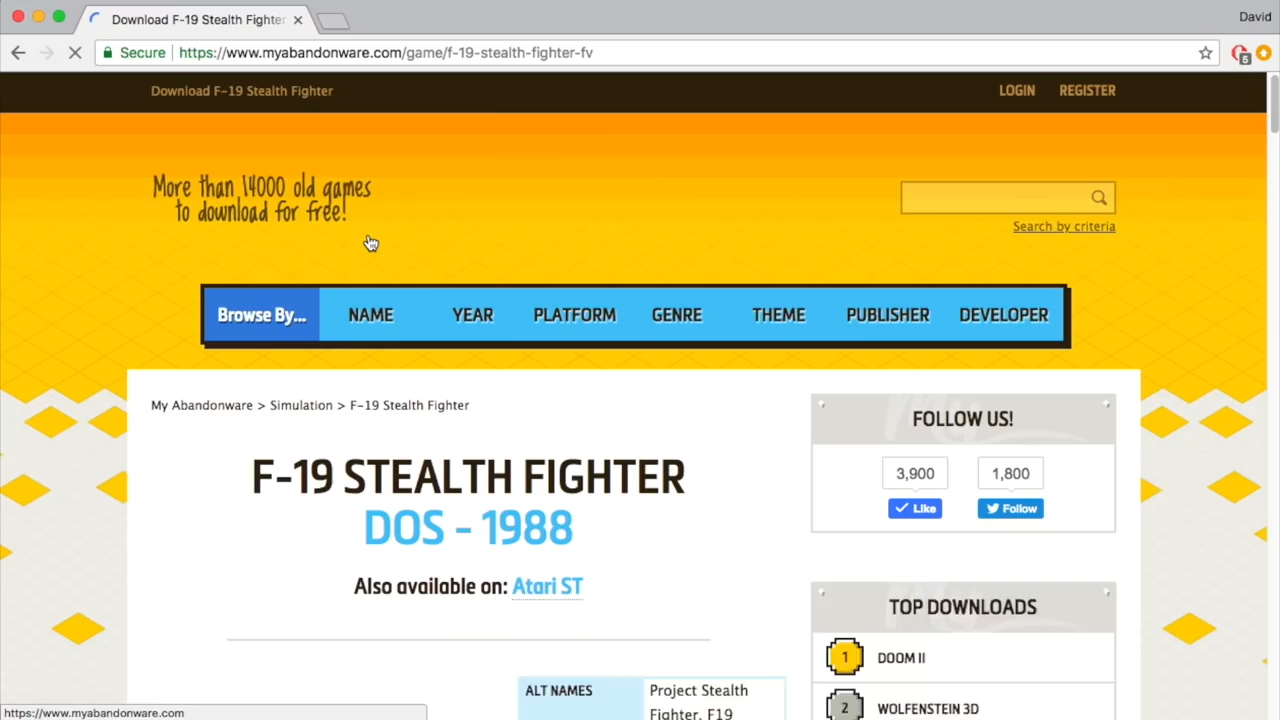 Download F-19 Stealth Fighter
David
Secure
https://www.myabandonware.com/game/f-19-stealth-fighter-fv
5
Download F-19 Stealth Fighter
LOGIN
REGISTER
More than 14000 old games
to download for free!
Search by criteria
Browse By...
NAME
YEAR
PLATFORM
GENRE
THEME
PUBLISHER
DEVELOPER
My Abandonware > Simulation > F-19 Stealth Fighter
F-19 STEALTH FIGHTER
DOS - 1988
Also available on: Atari ST
ALT NAMES
Project Stealth
Fighter, F19
FOLLOW US!
3,900
1,800
Like
Follow
TOP DOWNLOADS
1
DOOM II
2
WOLFENSTEIN 3D
https://www.myabandonware.com